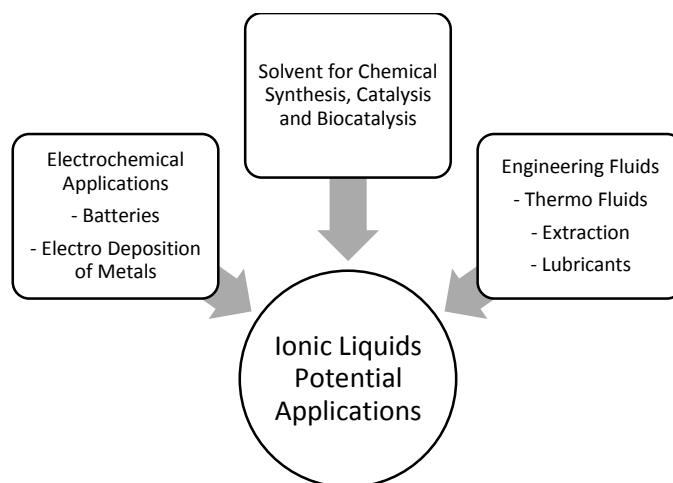 Solvent for Chemical
Synthesis, Catalysis
and Biocatalysis
Electrochemical
Applications
- Batteries
- Electro Deposition
of Metals
Engineering Fluids
- Thermo Fluids
- Extraction
- Lubricants
Ionic Liquids
Potential
Applications